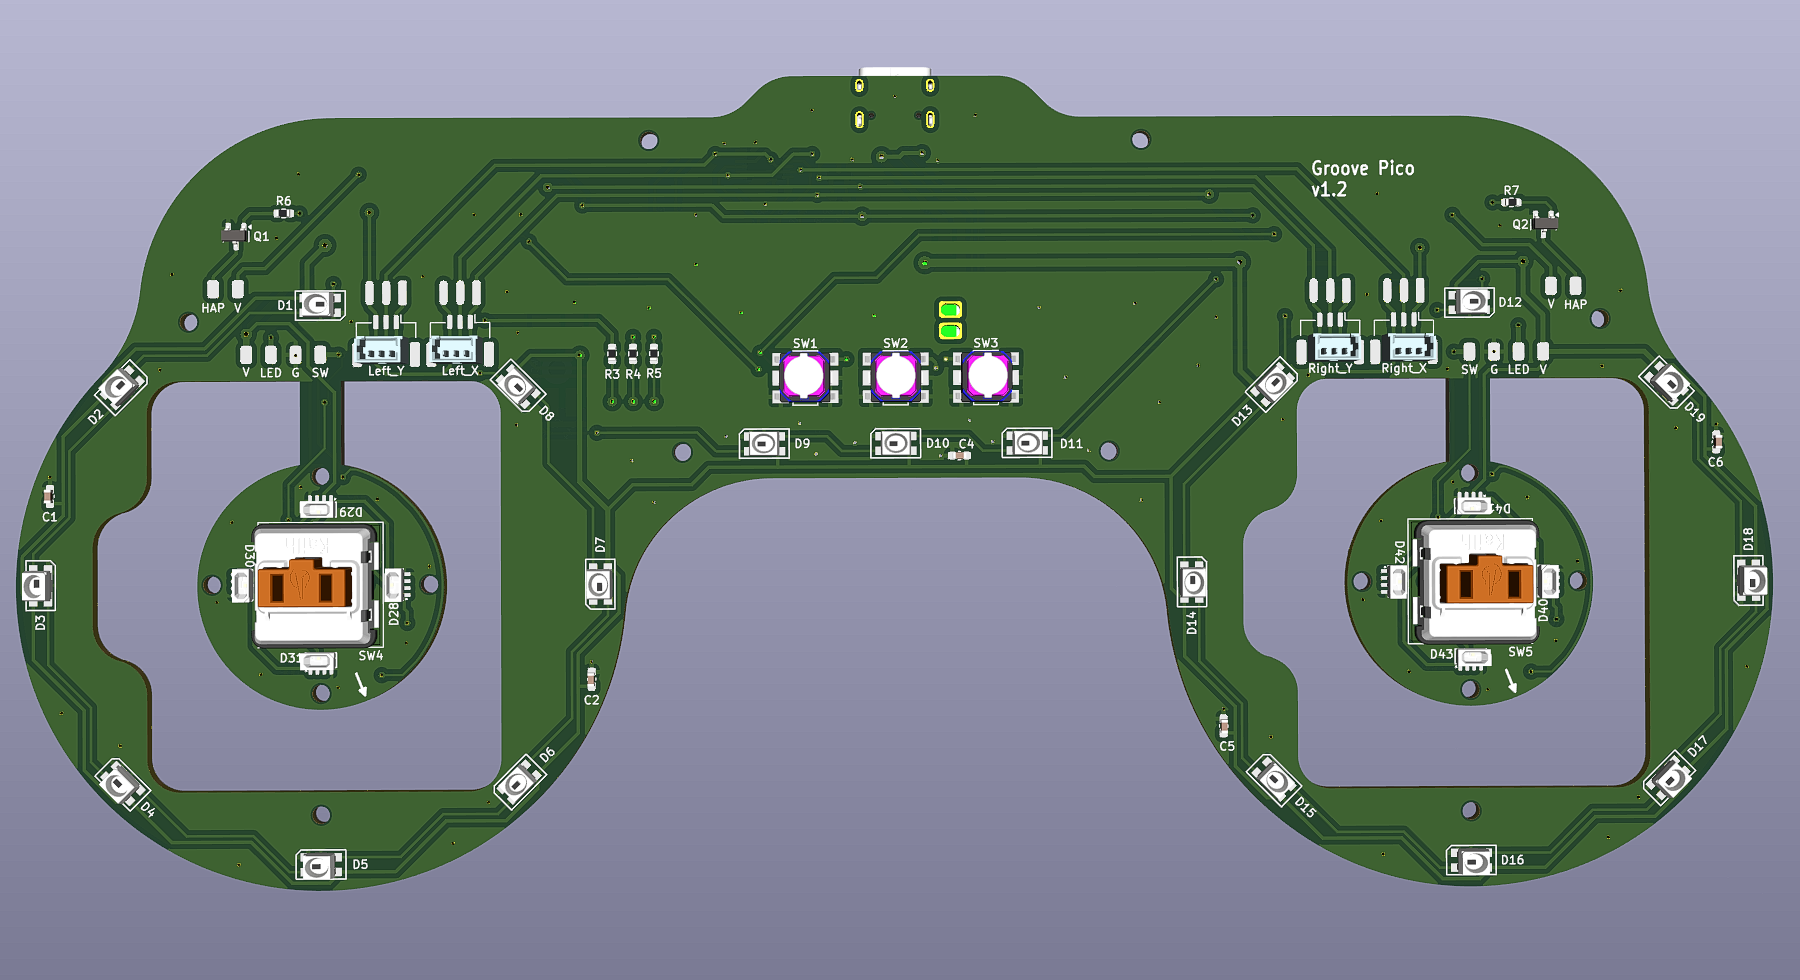 Groove Pico
v1.2
R6
Q1
R7
Q2
HAP
V
D1
V
LED
G
SW
Left_Y
Left_X
D2
D8
R3
R4
R5
SW1
SW2
SW3
D9
D10
C4
D11
Right_Y
Right_X
SW
G
LED
V
V
HAP
D12
D13
D19
C6
C1
D29
D30
D28
D31
SW4
D3
D7
C2
D4
D5
D6
Kailh
D14
C5
D15
D16
D17
D18
D41
D42
D40
D43
SW5
Kailh